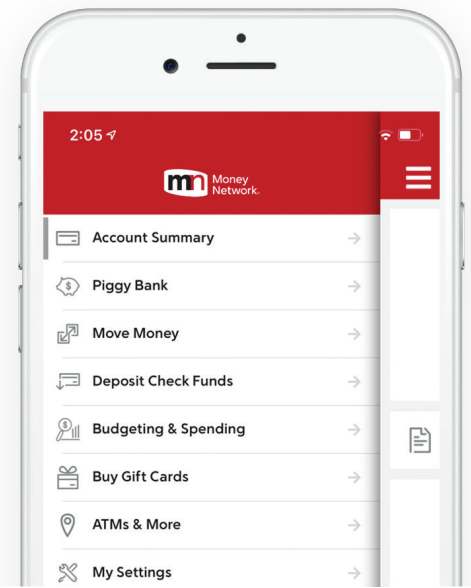 2:05
mn Money
Network.
Account Summary
Piggy Bank
Move Money
Deposit Check Funds
Budgeting & Spending
Buy Gift Cards
ATMs & More
My Settings